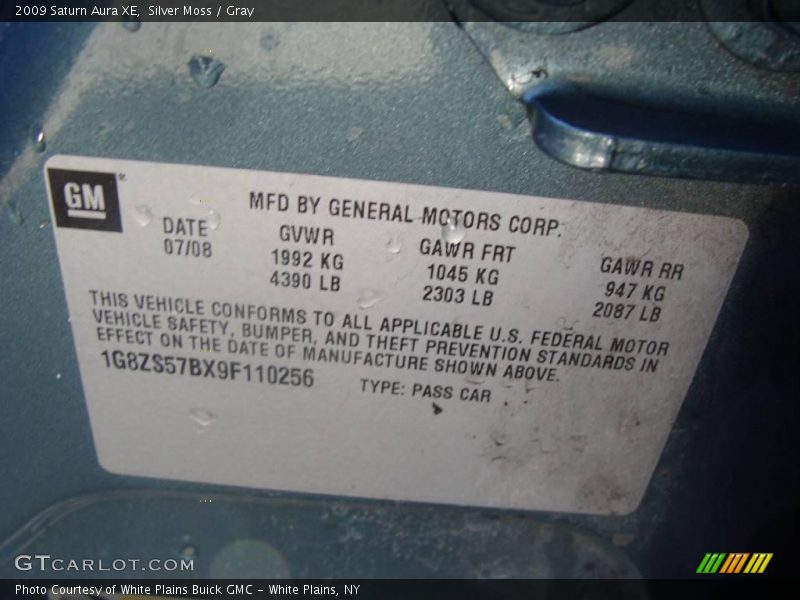 2009 Saturn Aura XE, Silver Moss / Gray
GM
MFD BY GENERAL MOTORS CORP.
DATE GVWR GAWR FRT GAWR RR
07/08 1992 KG 1045 KG 947 KG
4390 LB 2303 LB 2087 LB
THIS VEHICLE CONFORMS TO ALL APPLICABLE U.S. FEDERAL MOTOR
VEHICLE SAFETY, BUMPER, AND THEFT PREVENTION STANDARDS IN
EFFECT ON THE DATE OF MANUFACTURE SHOWN ABOVE.
1G8ZS57BX9F110256 TYPE: PASS CAR
GTCARLOT.COM
Photo Courtesy of White Plains Buick GMC - White Plains, NY